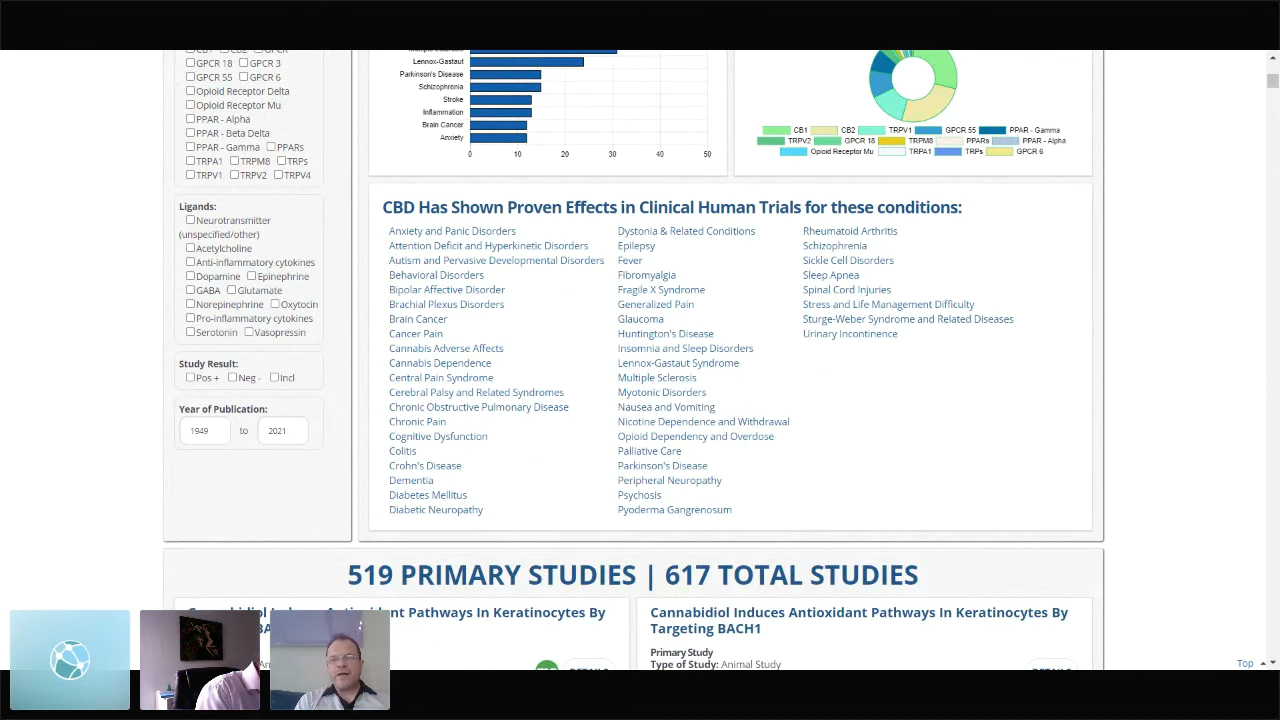 CB1 CB2 GPCR
GPCR 18 GPCR 3
GPCR 55 GPCR 6
Opioid Receptor Delta
Opioid Receptor Mu
PPAR - Alpha
PPAR - Beta Delta
PPAR - Gamma PPARs
TRPA1 TRPM8 TRPs
TRPV1 TRPV2 TRPV4
Ligands:
Neurotransmitter
(unspecified/other)
Acetylcholine
Anti-inflammatory cytokines
Dopamine Epinephrine
GABA Glutamate
Norepinephrine Oxytocin
Pro-inflammatory cytokines
Serotonin Vasopressin
Study Result:
Pos + Neg - Incl
Year of Publication:
1949 to 2021
Lennox-Gastaut
Parkinson's Disease
Schizophrenia
Stroke
Inflammation
Brain Cancer
Anxiety
0 10 20 30 40 50
CB1 CB2 TRPV1 GPCR 55 PPAR - Gamma
TRPV2 GPCR 18 TRPM8 PPARs PPAR - Alpha
Opioid Receptor Mu TRPA1 TRPs GPCR 6
CBD Has Shown Proven Effects in Clinical Human Trials for these conditions:
Anxiety and Panic Disorders
Attention Deficit and Hyperkinetic Disorders
Autism and Pervasive Developmental Disorders
Behavioral Disorders
Bipolar Affective Disorder
Brachial Plexus Disorders
Brain Cancer
Cancer Pain
Cannabis Adverse Affects
Cannabis Dependence
Central Pain Syndrome
Cerebral Palsy and Related Syndromes
Chronic Obstructive Pulmonary Disease
Chronic Pain
Cognitive Dysfunction
Colitis
Crohn's Disease
Dementia
Diabetes Mellitus
Diabetic Neuropathy
Dystonia & Related Conditions
Epilepsy
Fever
Fibromyalgia
Fragile X Syndrome
Generalized Pain
Glaucoma
Huntington's Disease
Insomnia and Sleep Disorders
Lennox-Gastaut Syndrome
Multiple Sclerosis
Myotonic Disorders
Nausea and Vomiting
Nicotine Dependence and Withdrawal
Opioid Dependency and Overdose
Palliative Care
Parkinson's Disease
Peripheral Neuropathy
Psychosis
Pyoderma Gangrenosum
Rheumatoid Arthritis
Schizophrenia
Sickle Cell Disorders
Sleep Apnea
Spinal Cord Injuries
Stress and Life Management Difficulty
Sturge-Weber Syndrome and Related Diseases
Urinary Incontinence
519 PRIMARY STUDIES | 617 TOTAL STUDIES
Pathways In Keratinocytes By
Cannabidiol Induces Antioxidant Pathways In Keratinocytes By
Targeting BACH1
Primary Study
Type of Study: Animal Study
Top